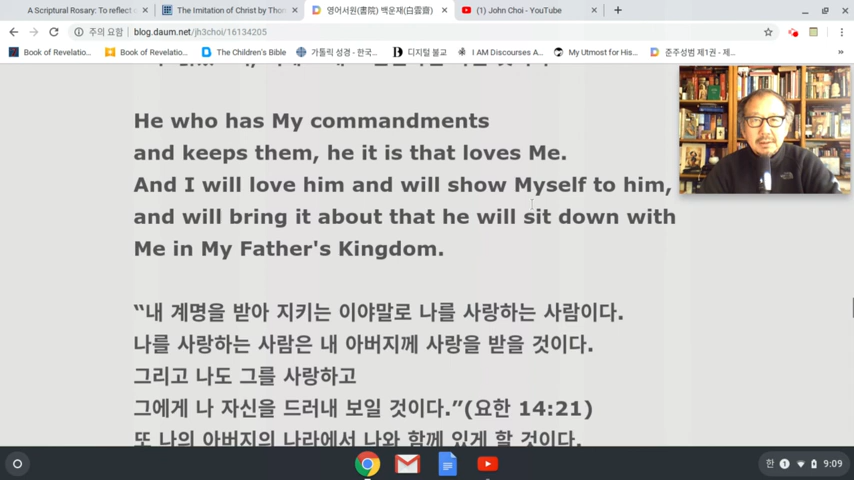 A Scriptural Rosary: To reflect a
The Imitation of Christ by Thon
영어서원(書院) 백운재(白雲齋)
(1) John Choi - YouTube
주의 요함
blog.daum.net/jh3choi/16134205
Book of Revelatio...
Book of Revelatio...
The Children's Bible
가톨릭 성경 - 한국...
디지털 불교
I AM Discourses A...
My Utmost for His...
준주성범 제1권 - 제...
He who has My commandments
and keeps them, he it is that loves Me.
And I will love him and will show Myself to him,
and will bring it about that he will sit down with
Me in My Father's Kingdom.
“내 계명을 받아 지키는 이야말로 나를 사랑하는 사람이다.
나를 사랑하는 사람은 내 아버지께 사랑을 받을 것이다.
그리고 나도 그를 사랑하고
그에게 나 자신을 드러내 보일 것이다.”(요한 14:21)
또 나의 아버지의 나라에서 나와 함께 있게 할 것이다.
한
1
9:09